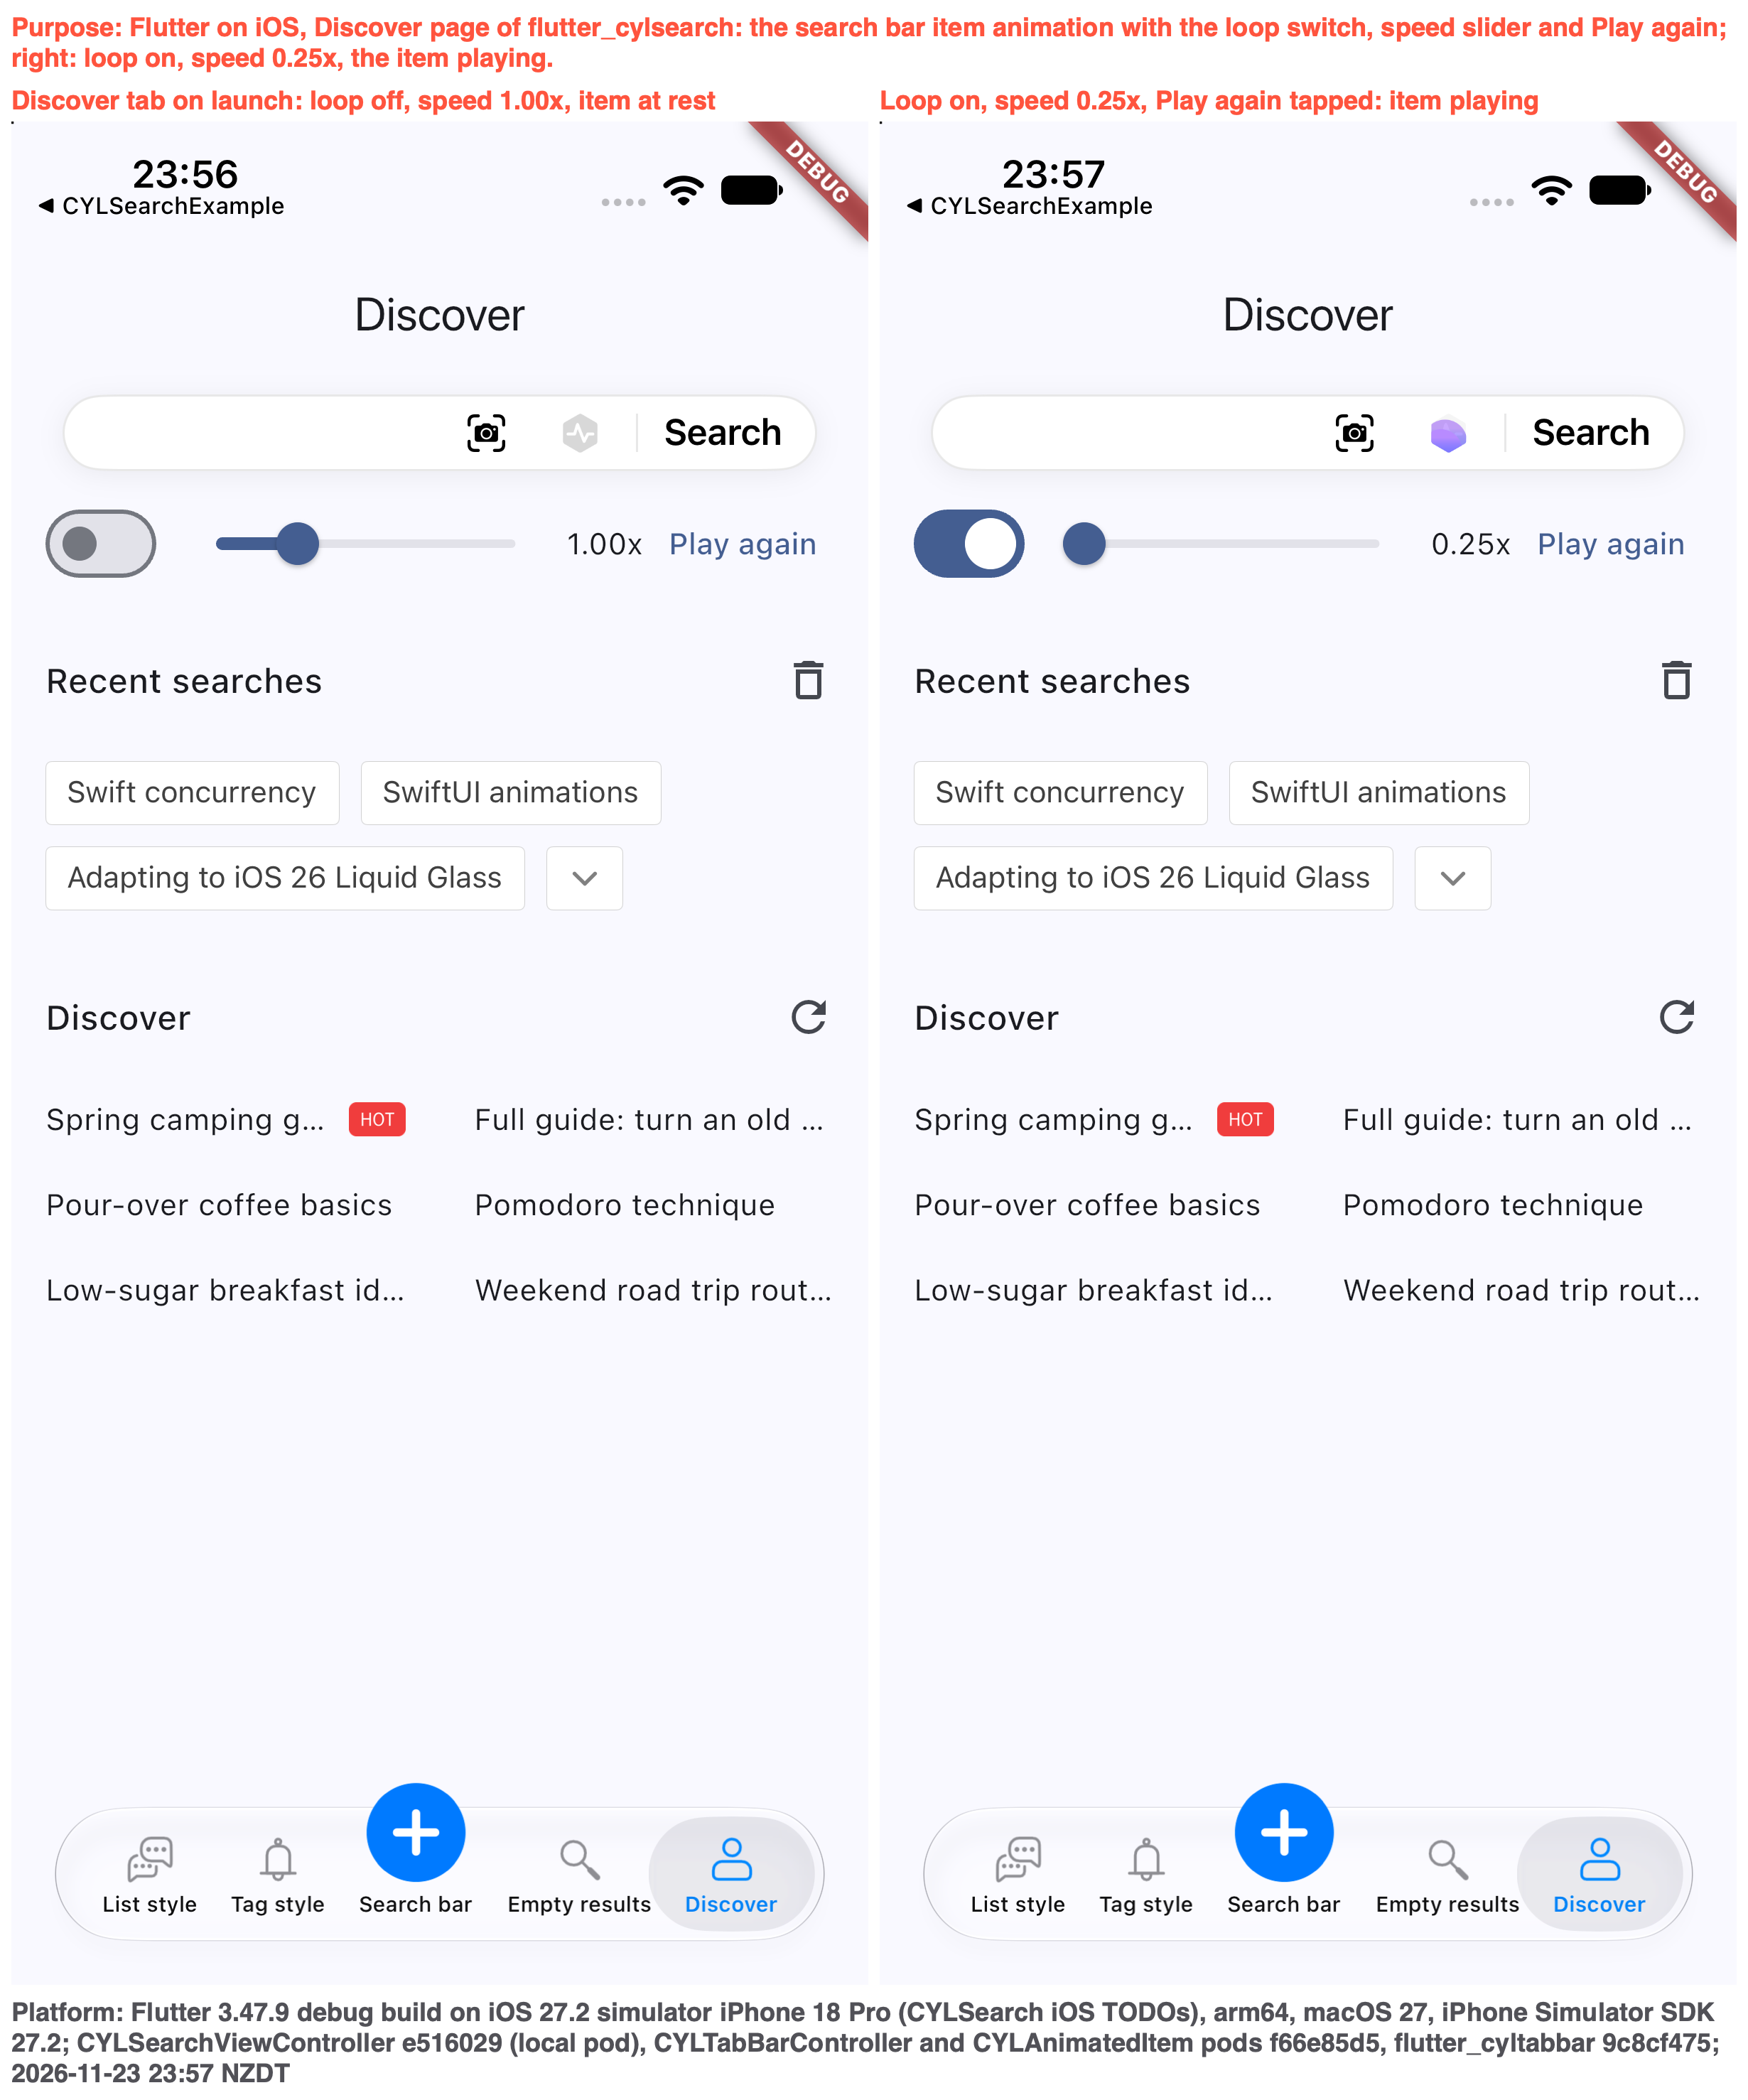 Purpose: Flutter on iOS, Discover page of flutter_cylsearch: the search bar item animation with the loop switch, speed slider and Play again;
right: loop on, speed 0.25x, the item playing.
Discover tab on launch: loop off, speed 1.00x, item at rest
23:56
CYLSearchExample
DEBUG
Discover
Search
1.00x Play again
Recent searches
Swift concurrency SwiftUI animations
Adapting to iOS 26 Liquid Glass
Discover
Spring camping g... HOT Full guide: turn an old ...
Pour-over coffee basics Pomodoro technique
Low-sugar breakfast id... Weekend road trip rout...
List style Tag style Search bar Empty results Discover
Loop on, speed 0.25x, Play again tapped: item playing
23:57
CYLSearchExample
DEBUG
Discover
Search
0.25x Play again
Recent searches
Swift concurrency SwiftUI animations
Adapting to iOS 26 Liquid Glass
Discover
Spring camping g... HOT Full guide: turn an old ...
Pour-over coffee basics Pomodoro technique
Low-sugar breakfast id... Weekend road trip rout...
List style Tag style Search bar Empty results Discover
Platform: Flutter 3.47.9 debug build on iOS 27.2 simulator iPhone 18 Pro (CYLSearch iOS TODOs), arm64, macOS 27, iPhone Simulator SDK
27.2; CYLSearchViewController e516029 (local pod), CYLTabBarController and CYLAnimatedItem pods f66e85d5, flutter_cyltabbar 9c8cf475;
2026-11-23 23:57 NZDT